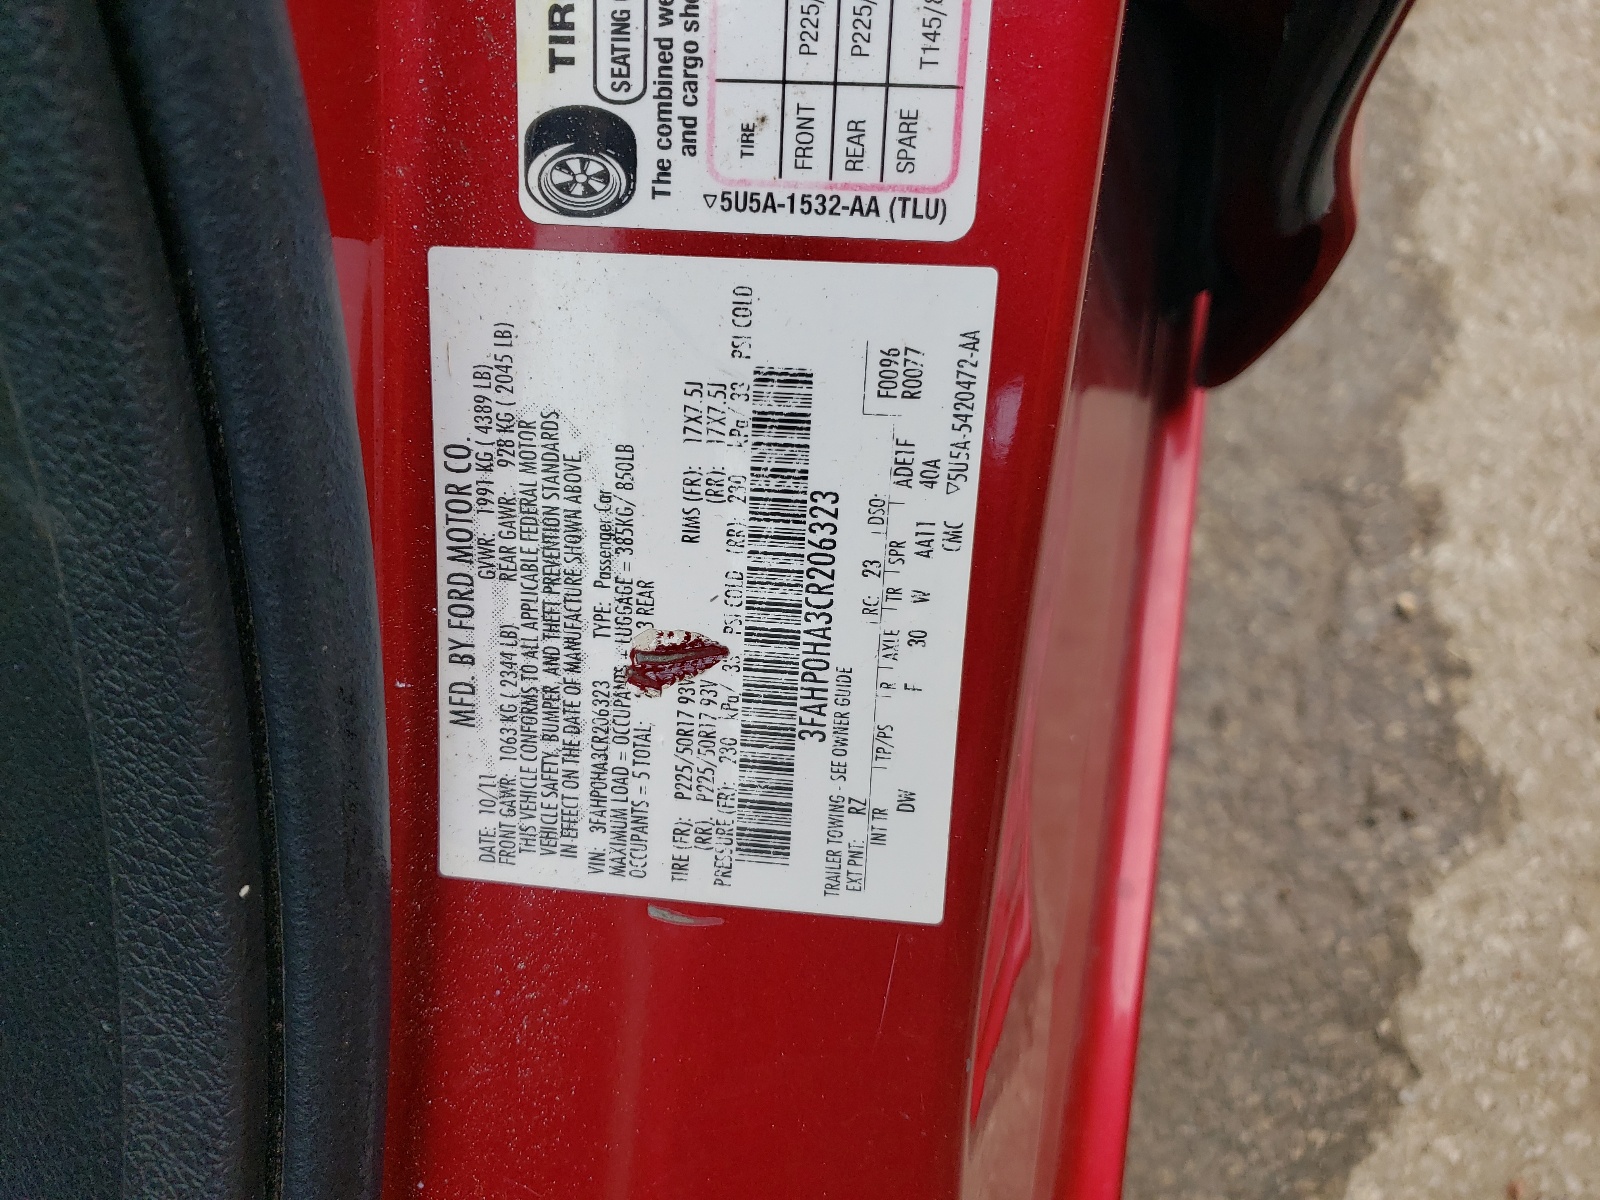 MFD. BY FORD MOTOR CO.
DATE: 10/11 GVWR: 1991 KG ( 4389 LB)
FRONT GAWR: 1063 KG ( 2344 LB) REAR GAWR: 928 KG ( 2045 LB)
THIS VEHICLE CONFORMS TO ALL APPLICABLE FEDERAL MOTOR
VEHICLE SAFETY, BUMPER, AND THEFT PREVENTION STANDARDS
IN EFFECT ON THE DATE OF MANUFACTURE SHOWN ABOVE.
VIN: 3FAHP0HA3CR206323 TYPE: Passenger Car
MAXIMUM LOAD = OCCUPANTS LUGGAGE = 385KG/ 850LB
OCCUPANTS = 5 TOTAL; 3 REAR
TIRE (FR): P225/50R17 93V RIMS (FR): 17X7.5J
(RR): P225/50R17 93V (RR): 17X7.5J
PRESSURE (FR): 230 kPa/ 33 PSI COLD (RR): 230 kPa/ 33 PSI COLD
3FAHP0HA3CR206323
TRAILER TOWING - SEE OWNER GUIDE
EXT PNT: RZ RC: 23 DSO: F0096
INT TR TP/PS R AXLE TR SPR R0077
DW F 30 W AA11 ADE1F
40A
CMC ▽5U5A-5420472-AA
TIR
SEATING
The combined we
and cargo sho
TIRE
FRONT P225/
REAR P225/
SPARE T145/8
▽5U5A-1532-AA (TLU)